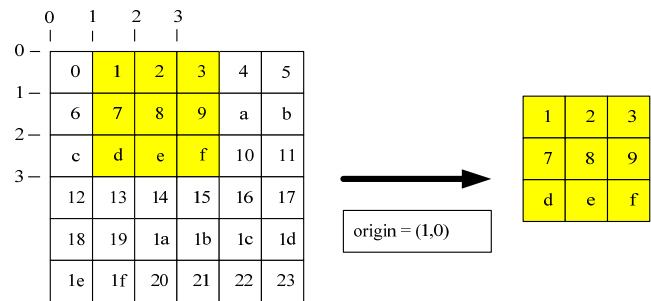 0 1 2 3
0
0 1 2 3 4 5
1
1 2 3
6 7 8 9 a b
7 8 9
2
c d e f 10 11
3
d e f
12 13 14 15 16 17
origin = (1,0)
18 19 1a 1b 1c 1d
1e 1f 20 21 22 23